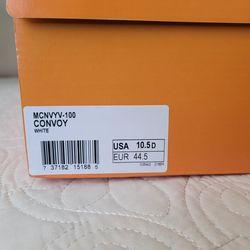 MCNVYV-100
CONVOY
WHITE
USA 10.5 D
EUR 44.5
7 37182 15188 5